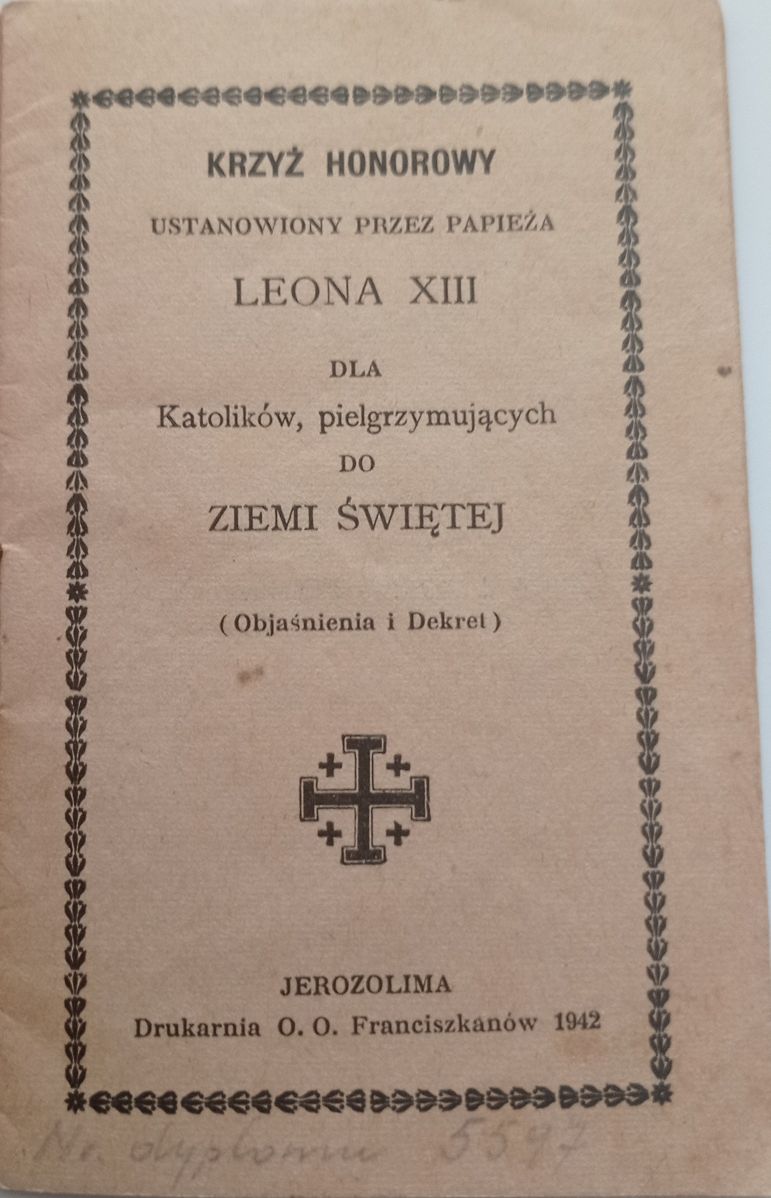 KRZYŻ HONOROWY
USTANOWIONY PRZEZ PAPIEŻA
LEONA XIII
DLA
Katolików, pielgrzymujących
DO
ZIEMI ŚWIĘTEJ
(Objaśnienia i Dekret)
JEROZOLIMA
Drukarnia O. O. Franciszkanów 1942
Nr. dyplomu 5597